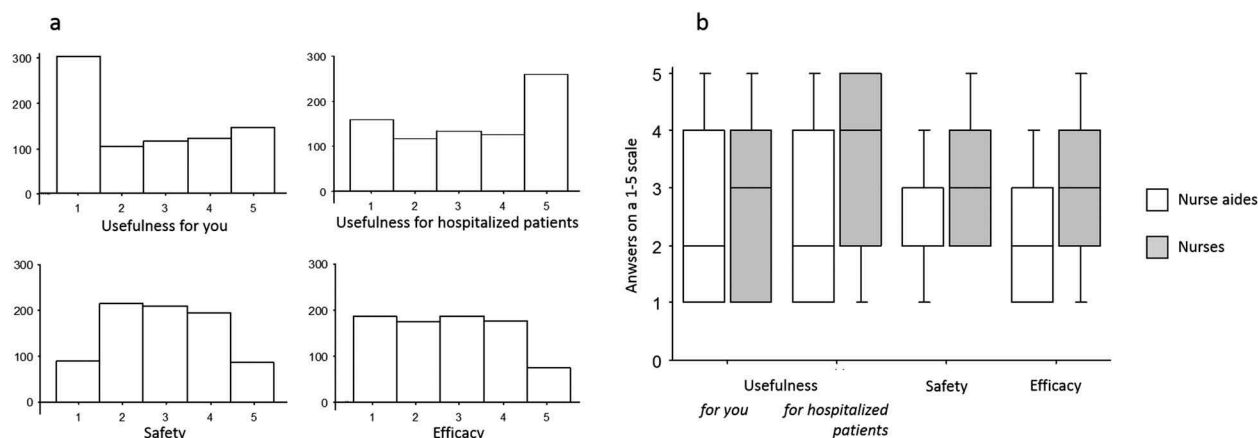 a
300
200
100
0
1 2 3 4 5
Usefulness for you
300
200
100
0
1 2 3 4 5
Usefulness for hospitalized patients
300
200
100
0
1 2 3 4 5
Safety
300
200
100
0
1 2 3 4 5
Efficacy
b
Anwsers on a 1-5 scale
5
4
3
2
1
0
Usefulness
for you
for hospitalized
patients
Safety
Efficacy
Nurse aides
Nurses